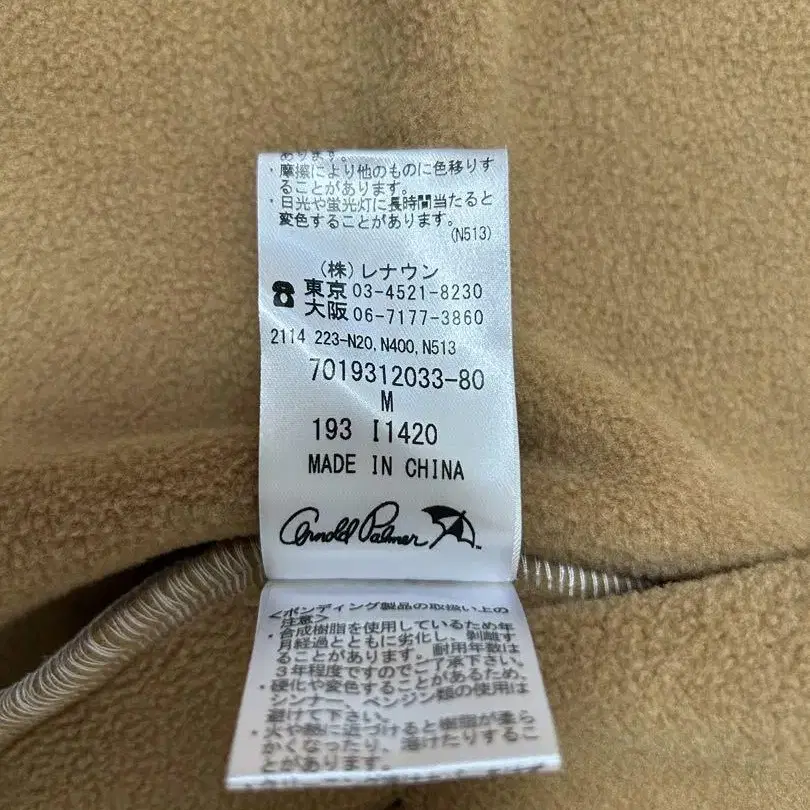 あります。
・摩擦により他のものに色移りす
ることがあります。
・日光や蛍光灯に長時間当たると
変色することがあります。
(N513)
(株)レナウン
☎ 東京 03-4521-8230
大阪 06-7177-3860
2114 223-N20,N400,N513
7019312033-80
M
193 I1420
MADE IN CHINA
Arnold Palmer™
<ボンディング製品の取扱い上の
注意>
・合成樹脂を使用しているため年
月経過とともに劣化し、剥離す
ることがあります。耐用年数は
3年程度ですのでご了承下さい。
・硬化や変色することがあるため、
シンナー、ベンジン類の使用は
避けて下さい。
・火や熱に近づけると樹脂が柔ら
かくなったり、溶けたりするこ
とがあります。